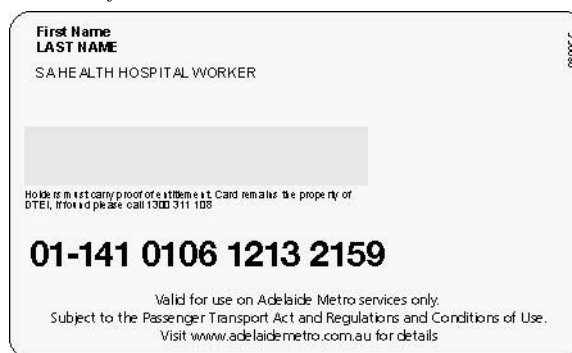 First Name
LAST NAME
SA HEALTH HOSPITAL WORKER
Holders must carry proof of entitlement. Card remains the property of
DTEI, if found please call 1300 311 108
01-141 0106 1213 2159
Valid for use on Adelaide Metro services only.
Subject to the Passenger Transport Act and Regulations and Conditions of Use.
Visit www.adelaidemetro.com.au for details